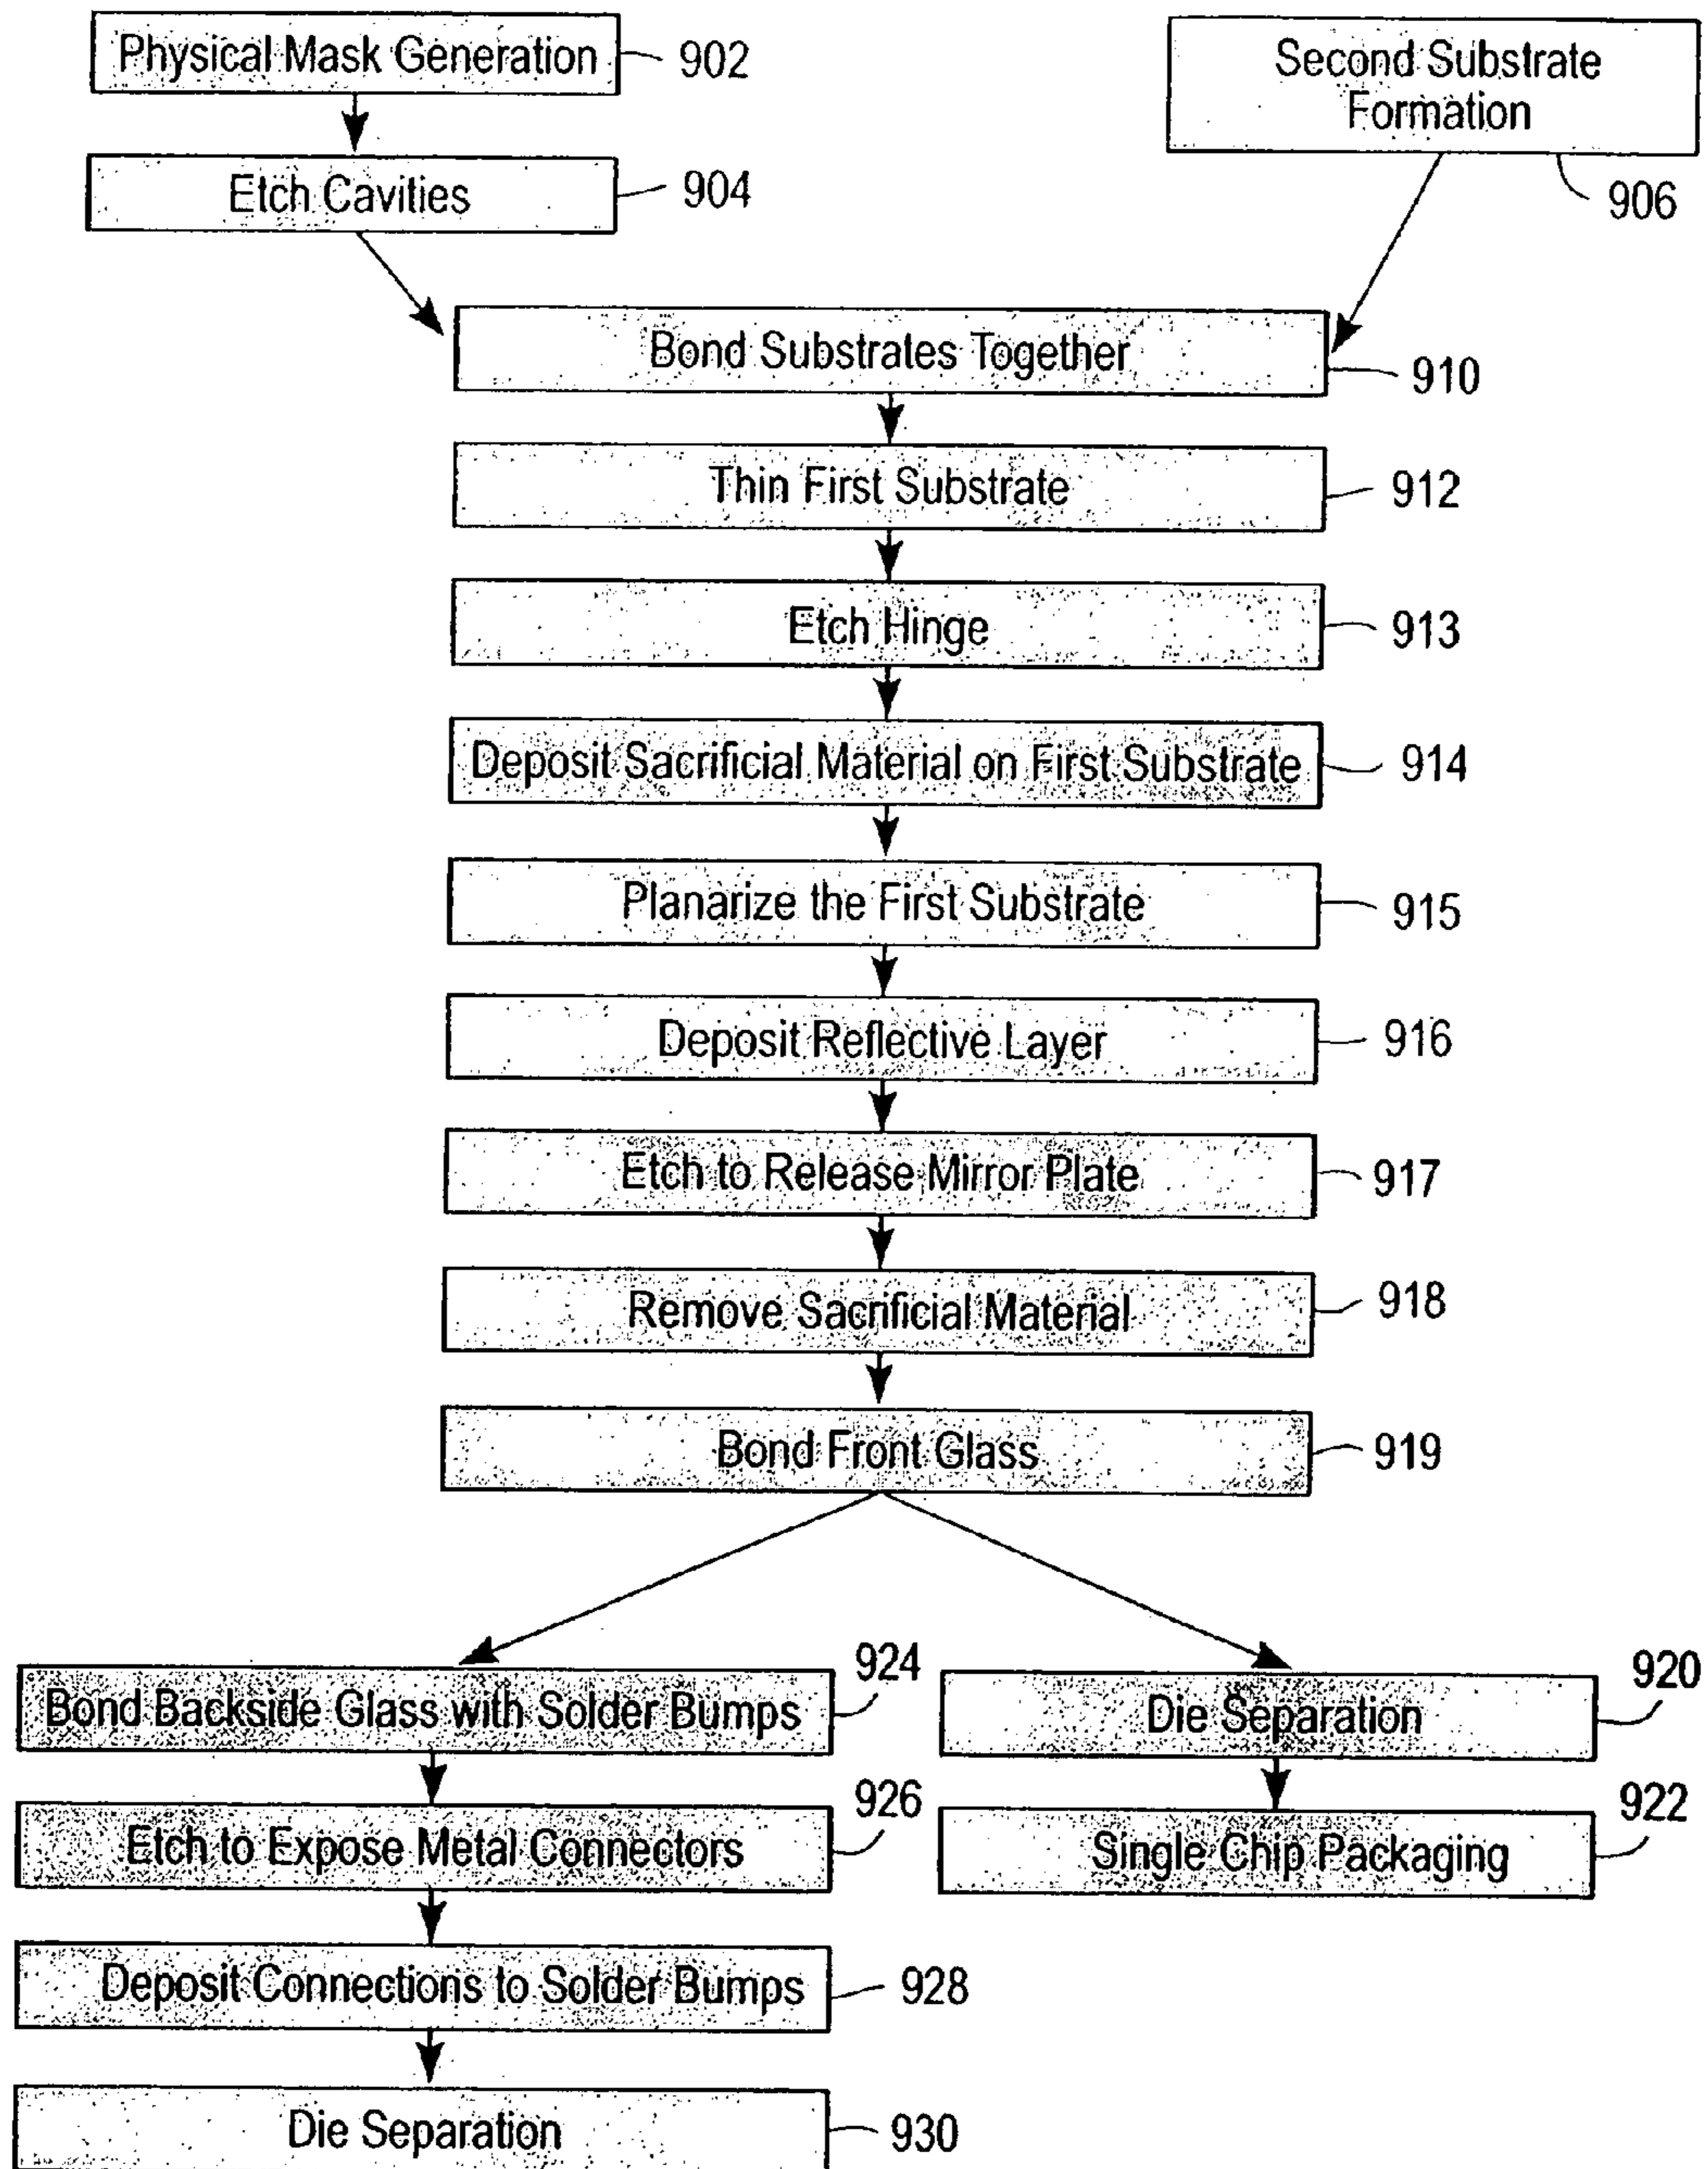 Physical Mask Generation 902
Second Substrate
Formation
906
Etch Cavities 904
Bond Substrates Together 910
Thin First Substrate 912
Etch Hinge 913
Deposit Sacrificial Material on First Substrate 914
Planarize the First Substrate 915
Deposit Reflective Layer 916
Etch to Release Mirror Plate 917
Remove Sacrificial Material 918
Bond Front Glass 919
Bond Backside Glass with Solder Bumps 924
Etch to Expose Metal Connectors 926
Deposit Connections to Solder Bumps 928
Die Separation 930
Die Separation 920
Single Chip Packaging 922